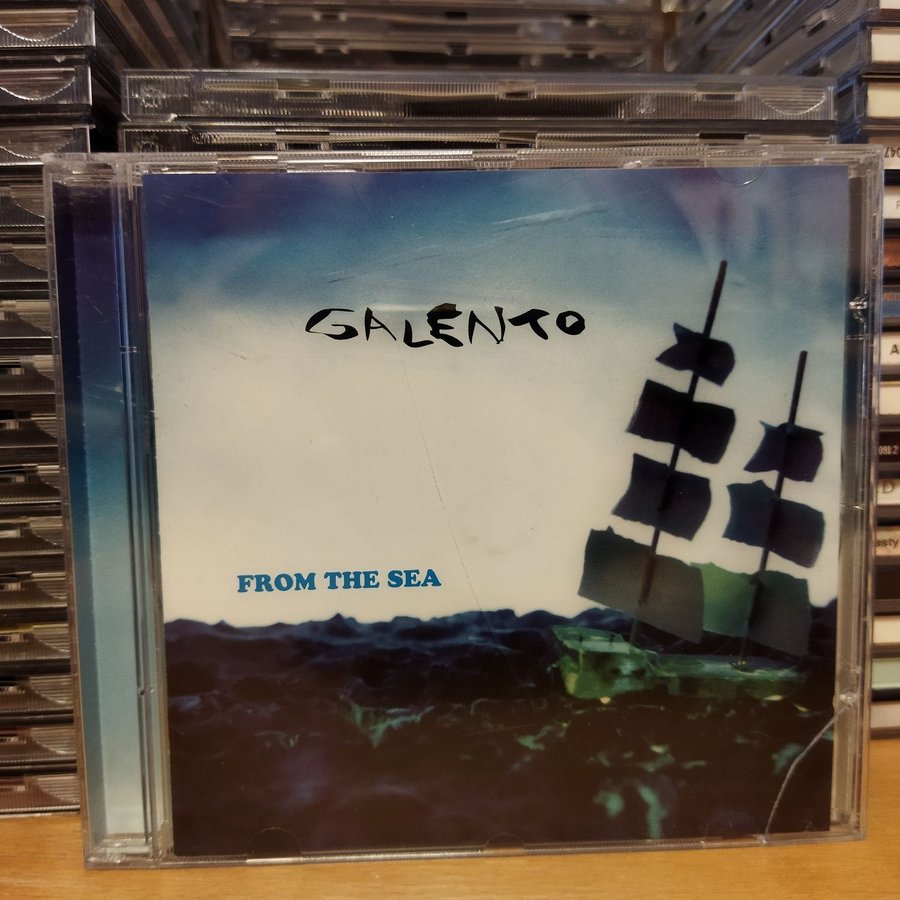 GALENTO
FROM THE SEA